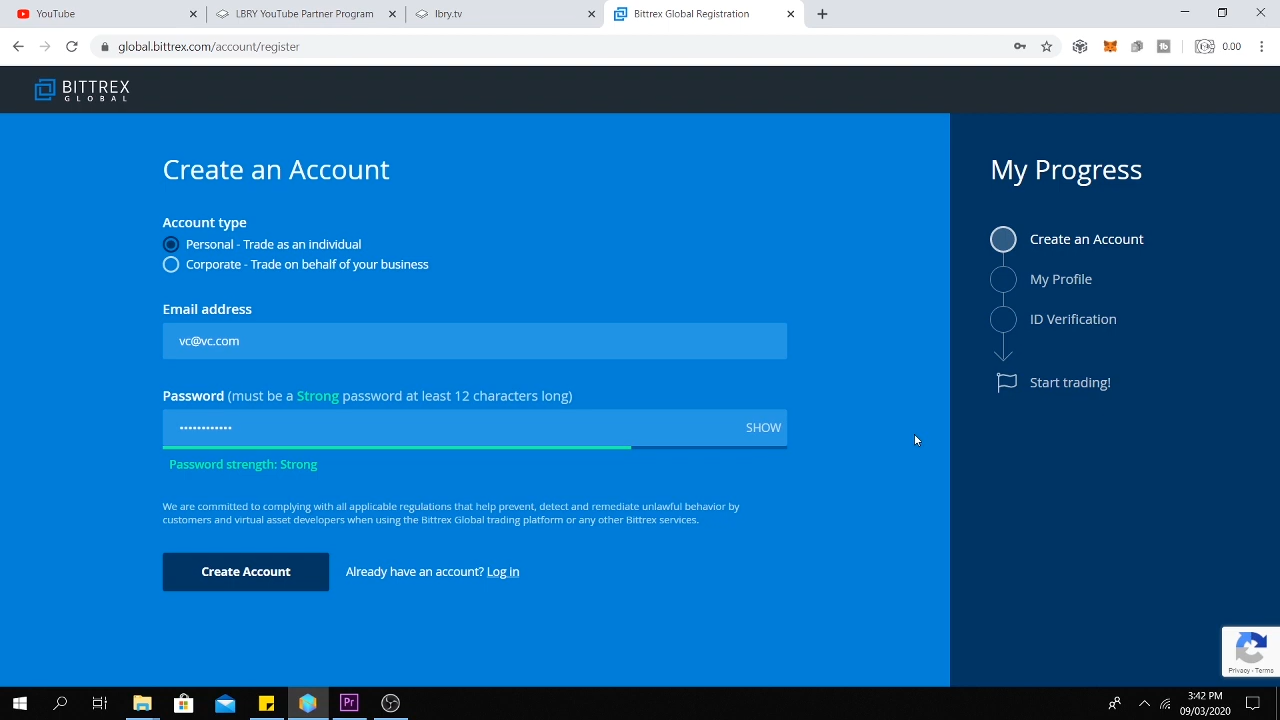 YouTube
LBRY YouTube Partner Program
lbry.tv
Bittrex Global Registration
global.bittrex.com/account/register
0.00
BITTREX
GLOBAL
Create an Account
Account type
Personal - Trade as an individual
Corporate - Trade on behalf of your business
Email address
vc@vc.com
Password (must be a Strong password at least 12 characters long)
•••••••••••• SHOW
Password strength: Strong
We are committed to complying with all applicable regulations that help prevent, detect and remediate unlawful behavior by
customers and virtual asset developers when using the Bittrex Global trading platform or any other Bittrex services.
Create Account
Already have an account? Log in
My Progress
Create an Account
My Profile
ID Verification
Start trading!
Privacy - Terms
Pr
3:42 PM
09/03/2020